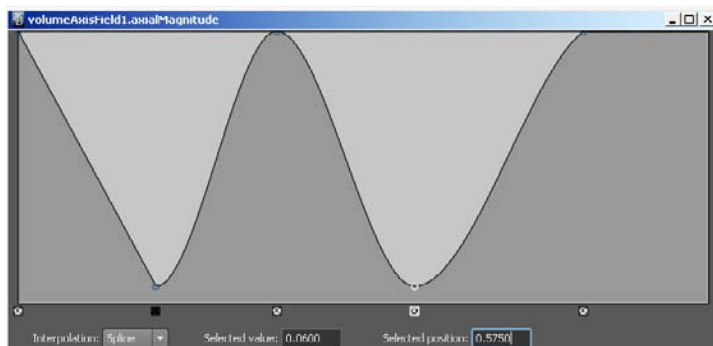 volumeAxisField1.axialMagnitude
Interpolation: Spline Selected value: 0.0600 Selected position: 0.5750